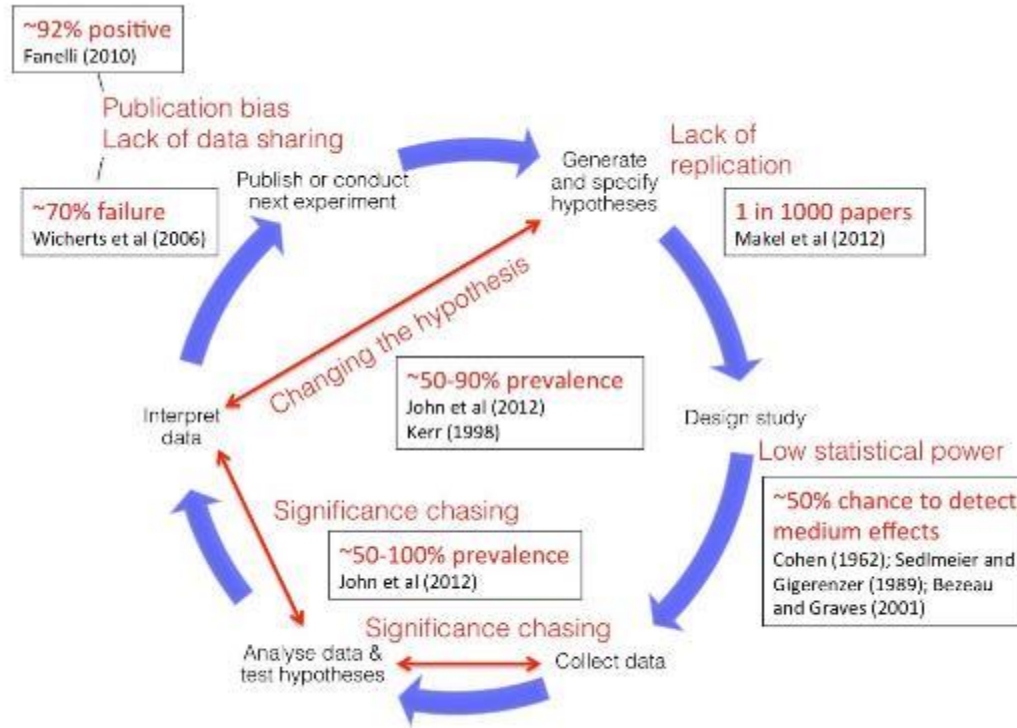 ~92% positive
Fanelli (2010)
Publication bias
Lack of data sharing
~70% failure
Wicherts et al (2006)
Publish or conduct
next experiment
Generate
and specify
hypotheses
Lack of
replication
1 in 1000 papers
Makel et al (2012)
Changing the hypothesis
~50-90% prevalence
John et al (2012)
Kerr (1998)
Interpret
data
Design study
Low statistical power
~50% chance to detect
medium effects
Cohen (1962); Sedlmeier and
Gigerenzer (1989); Bezeau
and Graves (2001)
Significance chasing
~50-100% prevalence
John et al (2012)
Significance chasing
Analyse data &
test hypotheses
Collect data